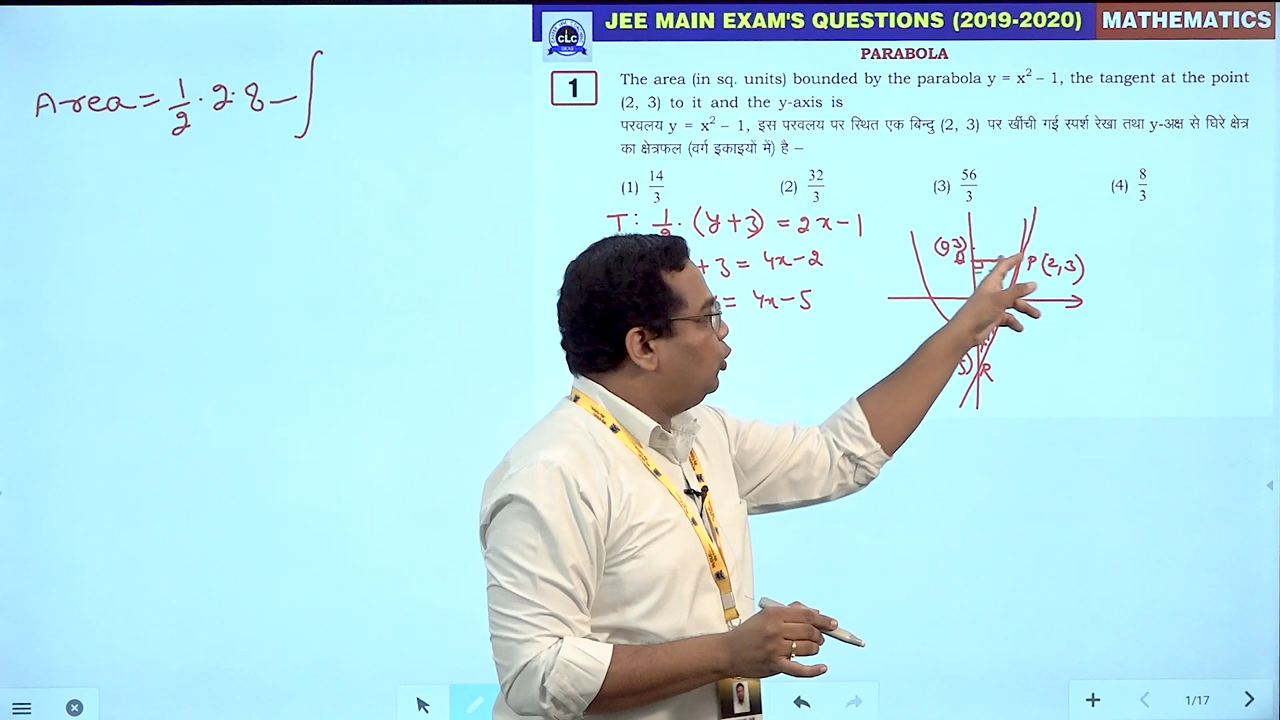 JEE MAIN EXAM'S QUESTIONS (2019-2020) MATHEMATICS
CLC
PARABOLA
1
The area (in sq. units) bounded by the parabola y = x² – 1, the tangent at the point
(2, 3) to it and the y-axis is
परवलय y = x² – 1, इस परवलय पर स्थित एक बिन्दु (2, 3) पर खींची गई स्पर्श रेखा तथा y-अक्ष से घिरे क्षेत्र
का क्षेत्रफल (वर्ग इकाइयों में) है –
(1) 14/3 (2) 32/3 (3) 56/3 (4) 8/3
Area = 1/2 · 2 · 8 – ∫
T: 1/2 · (y+3) = 2x – 1
+ 3 = 4x – 2
= 4x – 5
P(2, 3)
R
1/17